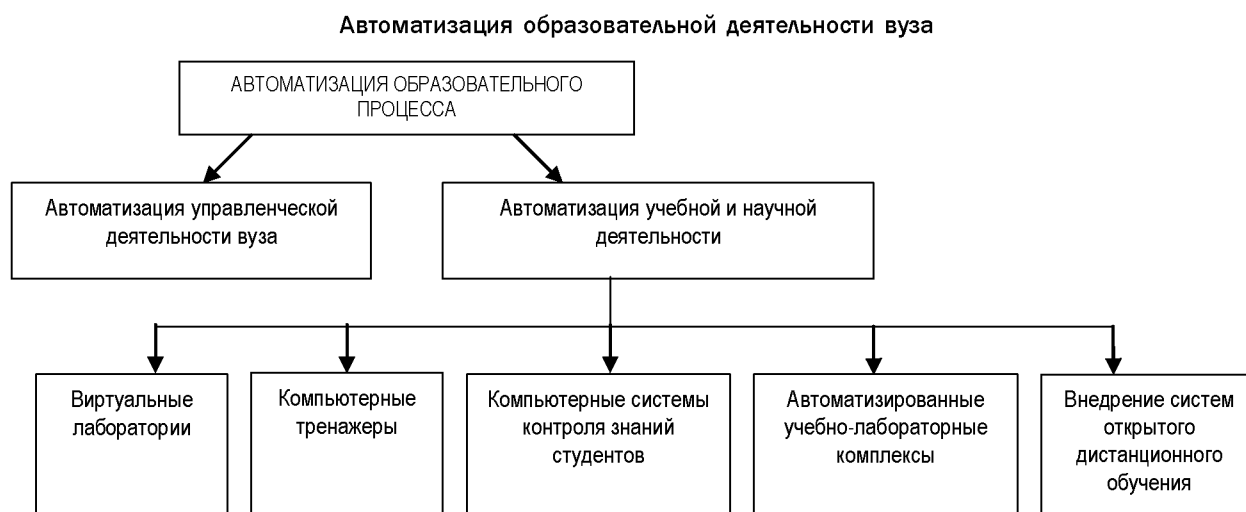 Автоматизация образовательной деятельности вуза
АВТОМАТИЗАЦИЯ ОБРАЗОВАТЕЛЬНОГО
ПРОЦЕССА
Автоматизация управленческой
деятельности вуза
Автоматизация учебной и научной
деятельности
Виртуальные
лаборатории
Компьютерные
тренажеры
Компьютерные системы
контроля знаний
студентов
Автоматизированные
учебно-лабораторные
комплексы
Внедрение систем
открытого
дистанционного
обучения